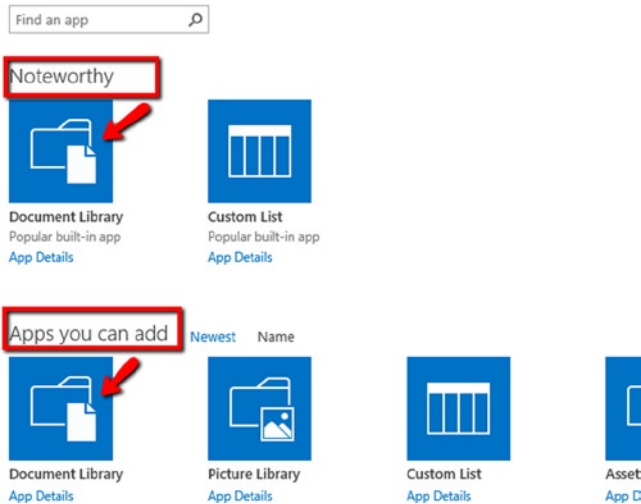 Find an app
Noteworthy
Document Library
Popular built-in app
App Details
Custom List
Popular built-in app
App Details
Apps you can add Newest Name
Document Library
App Details
Picture Library
App Details
Custom List
App Details
Asset
App D